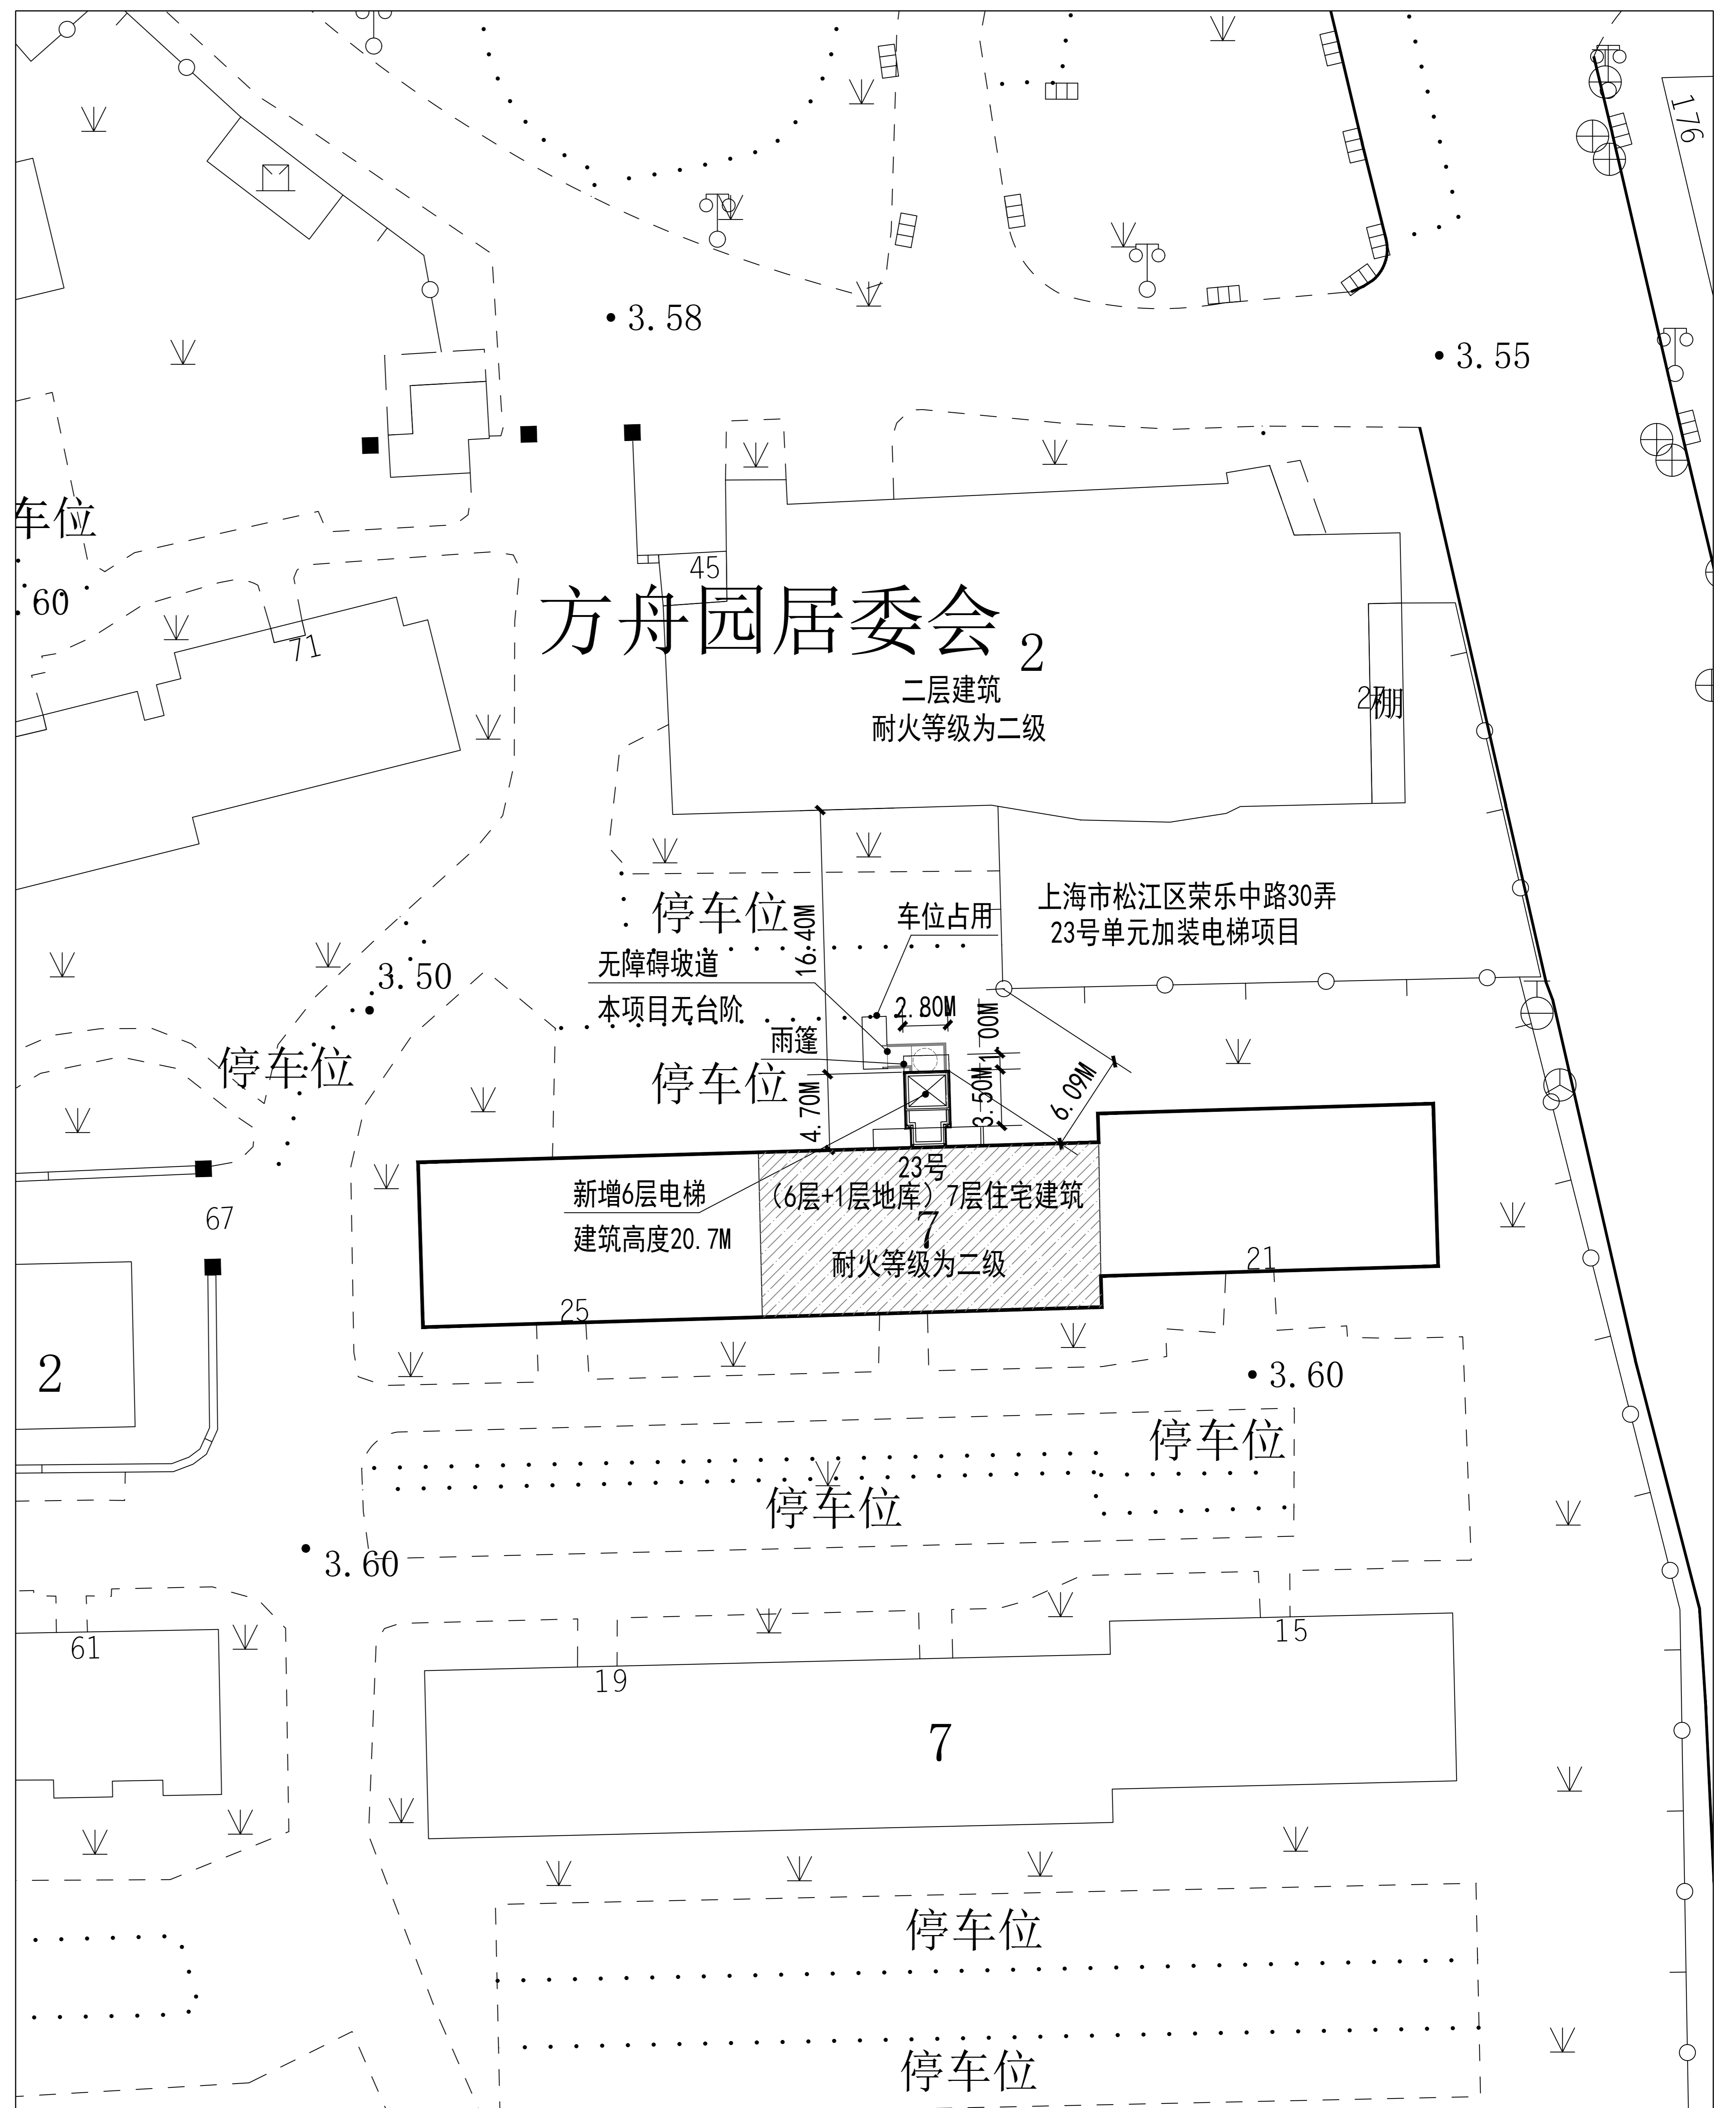 176
3.58
3.55
车位
60
45
71
方舟园居委会
2
二层建筑
耐火等级为二级
2
棚
上海市松江区荣乐中路30弄
23号单元加装电梯项目
停车位
车位占用
16.40M
无障碍坡道
本项目无台阶
3.50
2.80M
雨篷
1.00M
停车位
停车位
4.70M
3.50M
6.09M
23号
新增6层电梯
(6层+1层地库)7层住宅建筑
67
7
建筑高度20.7M
耐火等级为二级
21
25
2
3.60
停车位
停车位
3.60
61
15
19
7
停车位
停车位